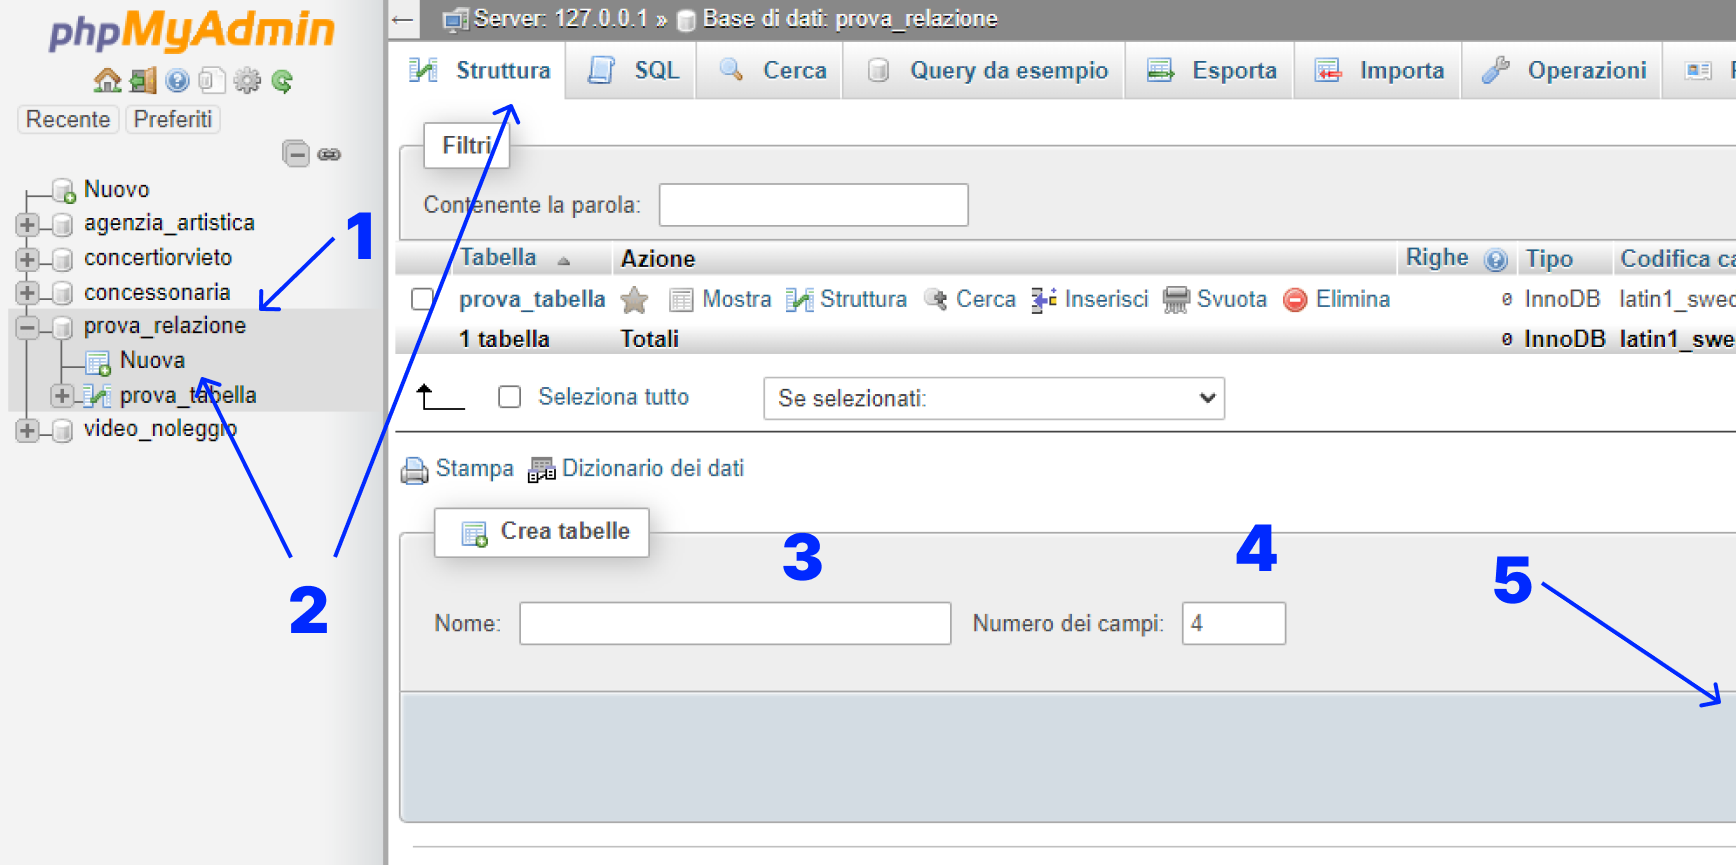 phpMyAdmin
Recente Preferiti
Nuovo
agenzia_artistica
concertiorvieto
concessonaria
prova_relazione
Nuova
prova_tabella
video_noleggio
1
2
Server: 127.0.0.1 » Base di dati: prova_relazione
Struttura SQL Cerca Query da esempio Esporta Importa Operazioni
Filtri
Contenente la parola:
Tabella Azione Righe Tipo Codifica
prova_tabella Mostra Struttura Cerca Inserisci Svuota Elimina 0 InnoDB latin1_swe
1 tabella Totali 0 InnoDB latin1_swe
Seleziona tutto Se selezionati:
Stampa Dizionario dei dati
Crea tabelle
3 4 5
Nome: Numero dei campi: 4